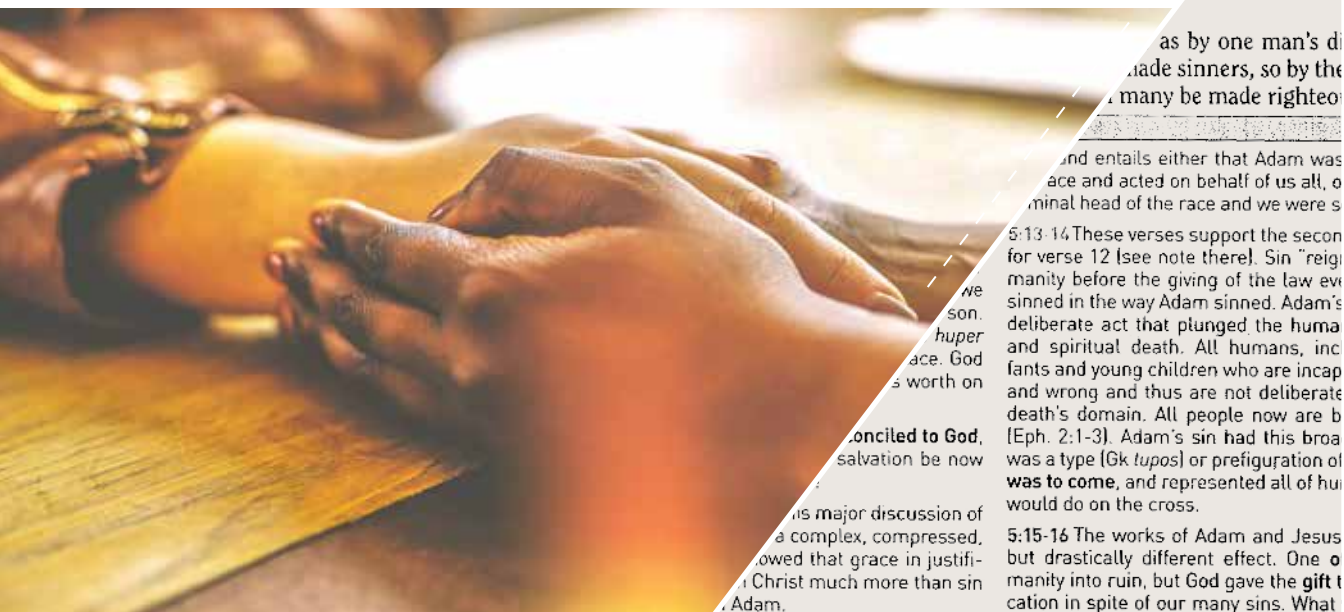 as by one man's di
made sinners, so by the
many be made righteo
we
son.
huper
ace. God
s worth on
conciled to God,
salvation be now
is major discussion of
a complex, compressed,
owed that grace in justifi-
Christ much more than sin
Adam.
and entails either that Adam was
ace and acted on behalf of us all, o
minal head of the race and we were s
5:13-14 These verses support the secon
for verse 12 (see note there). Sin "reig
manity before the giving of the law eve
sinned in the way Adam sinned. Adam's
deliberate act that plunged the huma
and spiritual death. All humans, incl
fants and young children who are incap
and wrong and thus are not deliberate
death's domain. All people now are b
(Eph. 2:1-3). Adam's sin had this broa
was a type (Gk tupos) or prefiguration of
was to come, and represented all of hu
would do on the cross.
5:15-16 The works of Adam and Jesus
but drastically different effect. One o
manity into ruin, but God gave the gift t
cation in spite of our many sins. What